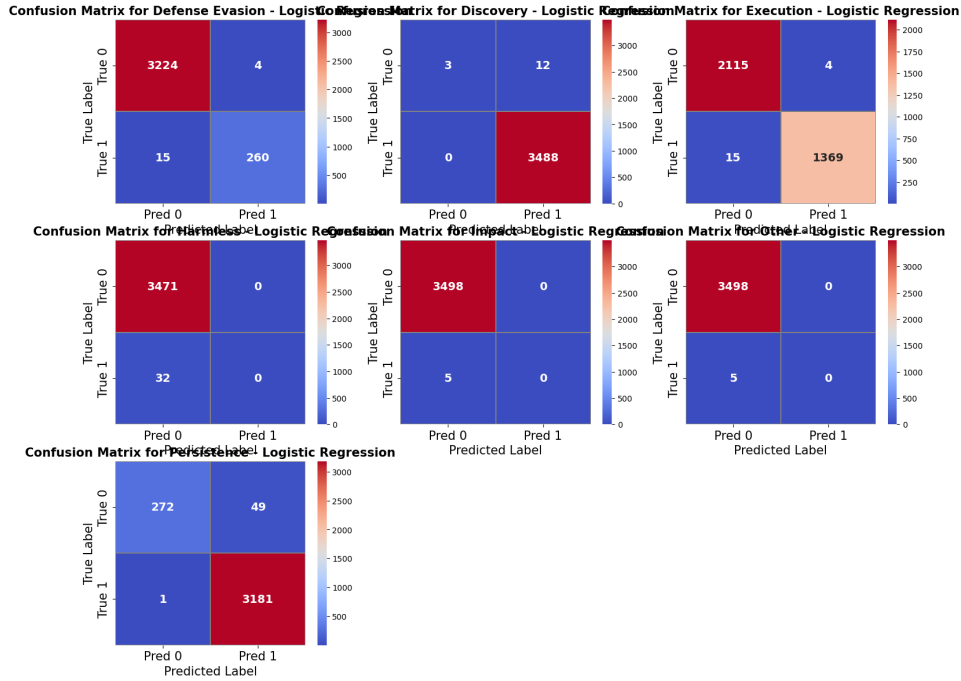 Confusion Matrix for Defense Evasion - Logistic Regression
Confusion Matrix for Discovery - Logistic Regression
Confusion Matrix for Execution - Logistic Regression
True Label
True 0
True 1
3224
4
15
260
Pred 0
Pred 1
Predicted Label
3000
2500
2000
1500
1000
500
True Label
True 0
True 1
3
12
0
3488
Pred 0
Pred 1
3000
2500
2000
1500
1000
500
0
True Label
True 0
True 1
2115
4
15
1369
Pred 0
Pred 1
Predicted Label
2000
1750
1500
1250
1000
750
500
250
Confusion Matrix for Harmless - Logistic Regression
Confusion Matrix for Impact - Logistic Regression
Confusion Matrix for Other - Logistic Regression
True Label
True 0
True 1
3471
0
32
0
Pred 0
Pred 1
Predicted Label
3000
2500
2000
1500
1000
500
0
True Label
True 0
True 1
3498
0
5
0
Pred 0
Pred 1
Predicted Label
3000
2500
2000
1500
1000
500
0
True Label
True 0
True 1
3498
0
5
0
Pred 0
Pred 1
Predicted Label
3000
2500
2000
1500
1000
500
0
Confusion Matrix for Persistence - Logistic Regression
True Label
True 0
True 1
272
49
1
3181
Pred 0
Pred 1
Predicted Label
3000
2500
2000
1500
1000
500